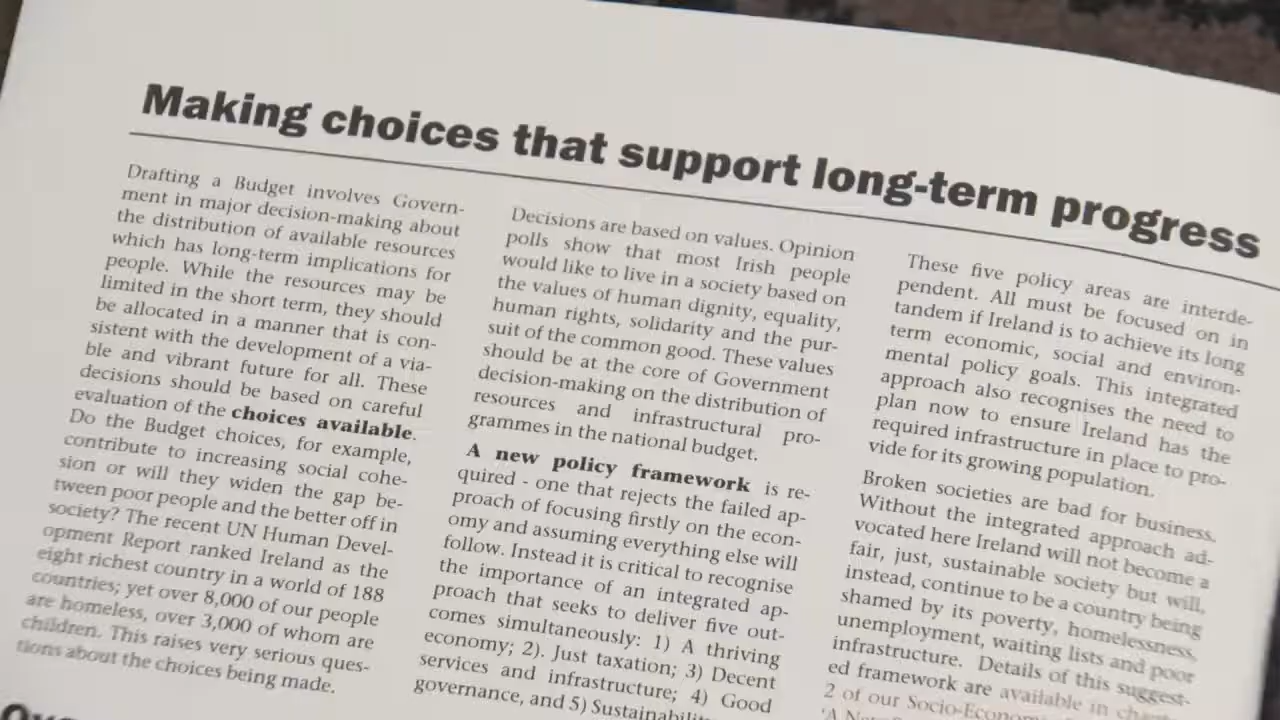 Making choices that support long-term progress
Drafting a Budget involves Govern-
ment in major decision-making about
the distribution of available resources
which has long-term implications for
people. While the resources may be
limited in the short term, they should
be allocated in a manner that is con-
sistent with the development of a via-
ble and vibrant future for all. These
decisions should be based on careful
evaluation of the choices available.
Do the Budget choices, for example,
contribute to increasing social cohe-
sion or will they widen the gap be-
tween poor people and the better off in
society? The recent UN Human Devel-
opment Report ranked Ireland as the
eight richest country in a world of 188
countries; yet over 8,000 of our people
are homeless, over 3,000 of whom are
children. This raises very serious ques-
tions about the choices being made.
Decisions are based on values. Opinion
polls show that most Irish people
would like to live in a society based on
the values of human dignity, equality,
human rights, solidarity and the pur-
suit of the common good. These values
should be at the core of Government
decision-making on the distribution of
resources and infrastructural pro-
grammes in the national budget.
A new policy framework is re-
quired - one that rejects the failed ap-
proach of focusing firstly on the econ-
omy and assuming everything else will
follow. Instead it is critical to recognise
the importance of an integrated ap-
proach that seeks to deliver five out-
comes simultaneously: 1) A thriving
economy; 2). Just taxation; 3) Decent
services and infrastructure; 4) Good
governance, and 5)
These five policy areas are interde-
pendent. All must be focused on in
tandem if Ireland is to achieve its long
term economic, social and environ-
mental policy goals. This integrated
approach also recognises the need to
plan now to ensure Ireland has the
required infrastructure in place to pro-
vide for its growing population.
Broken societies are bad for business.
Without the integrated approach ad-
vocated here Ireland will not become a
fair, just, sustainable society but will,
instead, continue to be a country being
shamed by its poverty, homelessness,
unemployment, waiting lists and poor
infrastructure. Details of this suggest-
ed framework are available in
2 of our